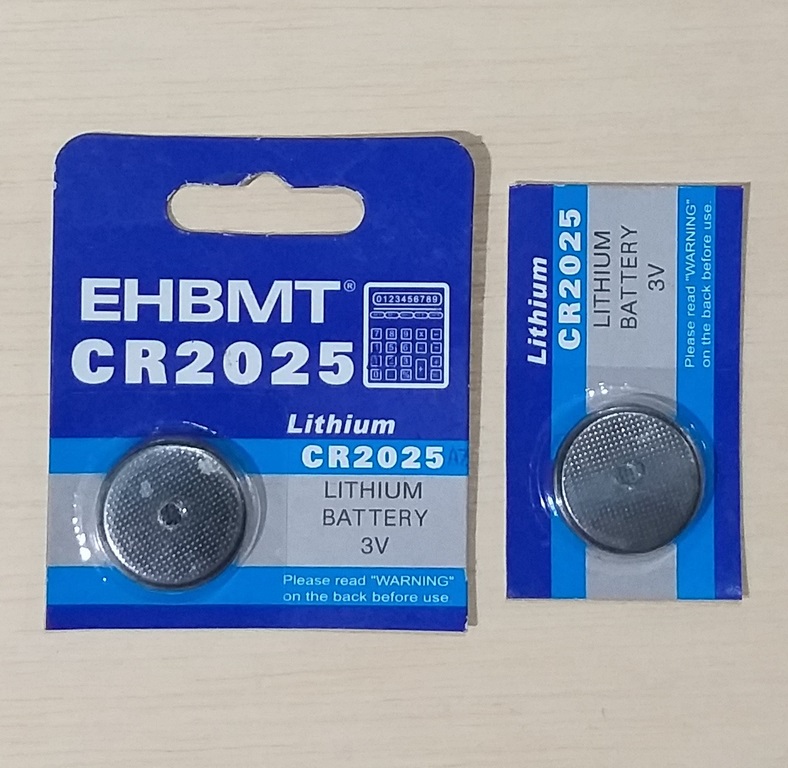 EHBMT®
0123456789
CR2025
Lithium
CR2025
LITHIUM
BATTERY
3V
Please read "WARNING"
on the back before use.
Lithium
CR2025
LITHIUM
BATTERY
3V
Please read "WARNING"
on the back before use.